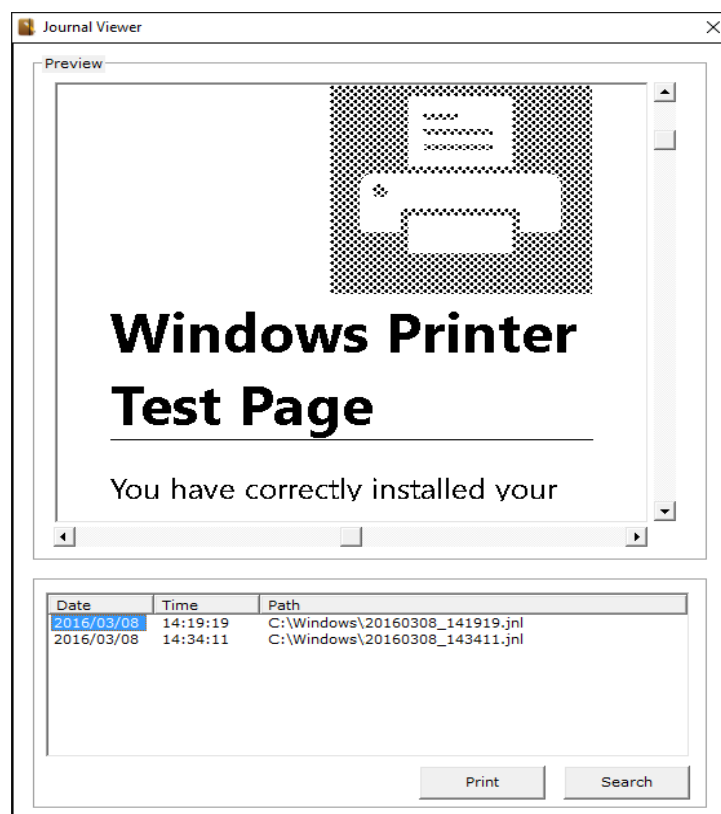 Journal Viewer
Preview
Windows Printer
Test Page
You have correctly installed your
Date Time Path
2016/03/08 14:19:19 C:\Windows\20160308_141919.jnl
2016/03/08 14:34:11 C:\Windows\20160308_143411.jnl
Print Search